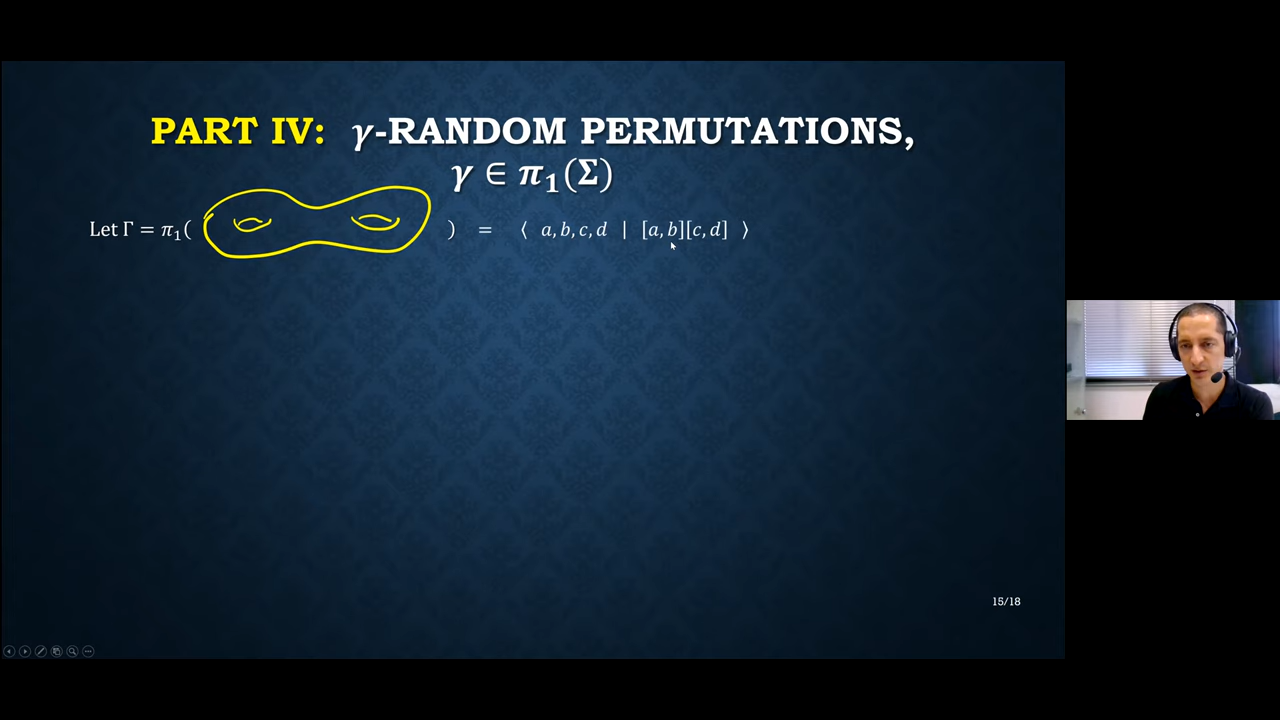 PART IV: γ-RANDOM PERMUTATIONS,
γ ∈ π₁(Σ)
Let Γ = π₁( ) = ⟨ a, b, c, d | [a, b][c, d] ⟩
15/18